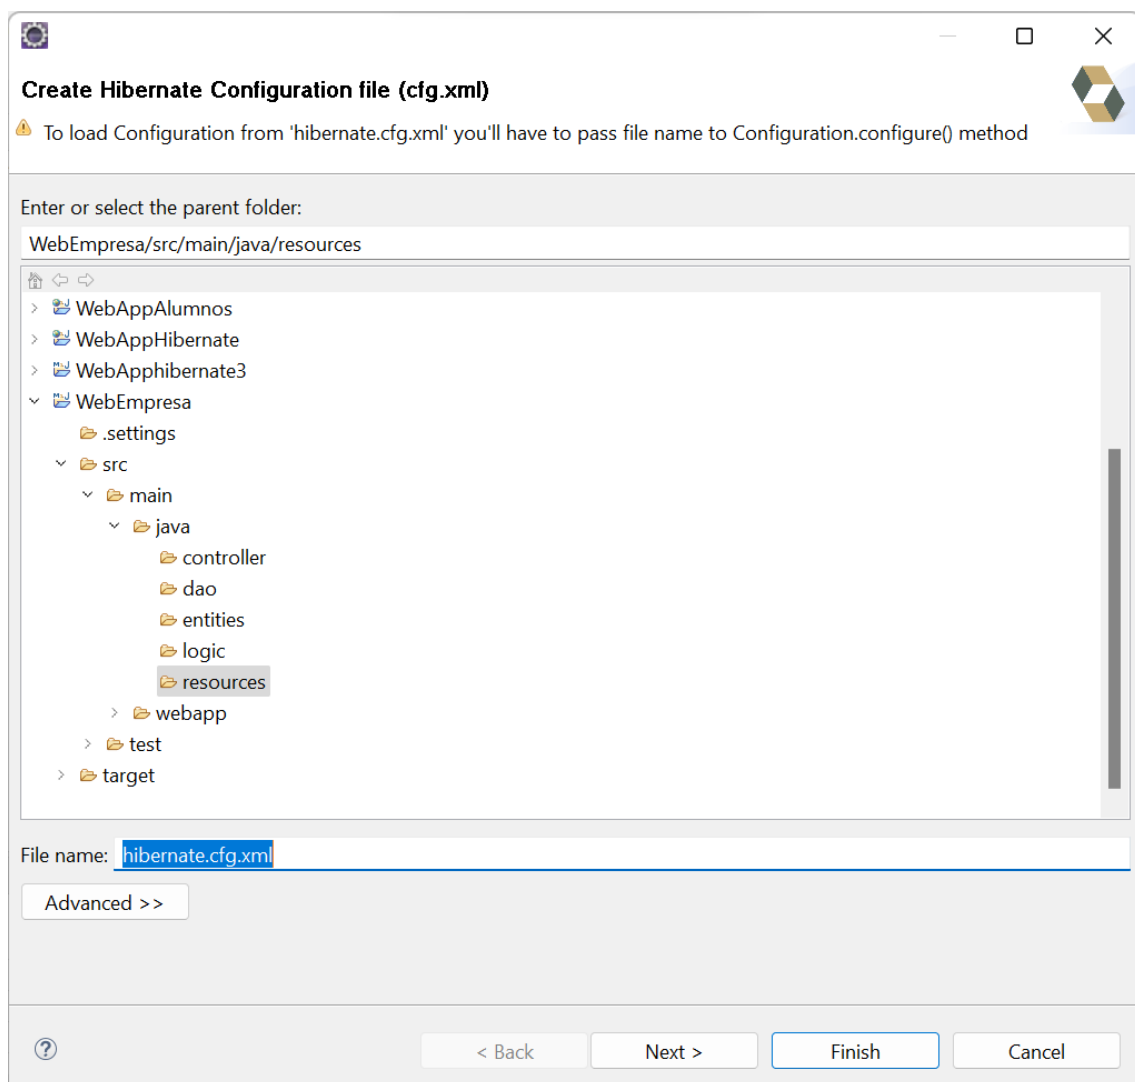 Create Hibernate Configuration file (cfg.xml)
To load Configuration from 'hibernate.cfg.xml' you'll have to pass file name to Configuration.configure() method
Enter or select the parent folder:
WebEmpresa/src/main/java/resources
WebAppAlumnos
WebAppHibernate
WebApphibernate3
WebEmpresa
.settings
src
main
java
controller
dao
entities
logic
resources
webapp
test
target
File name: hibernate.cfg.xml
Advanced >>
< Back Next > Finish Cancel